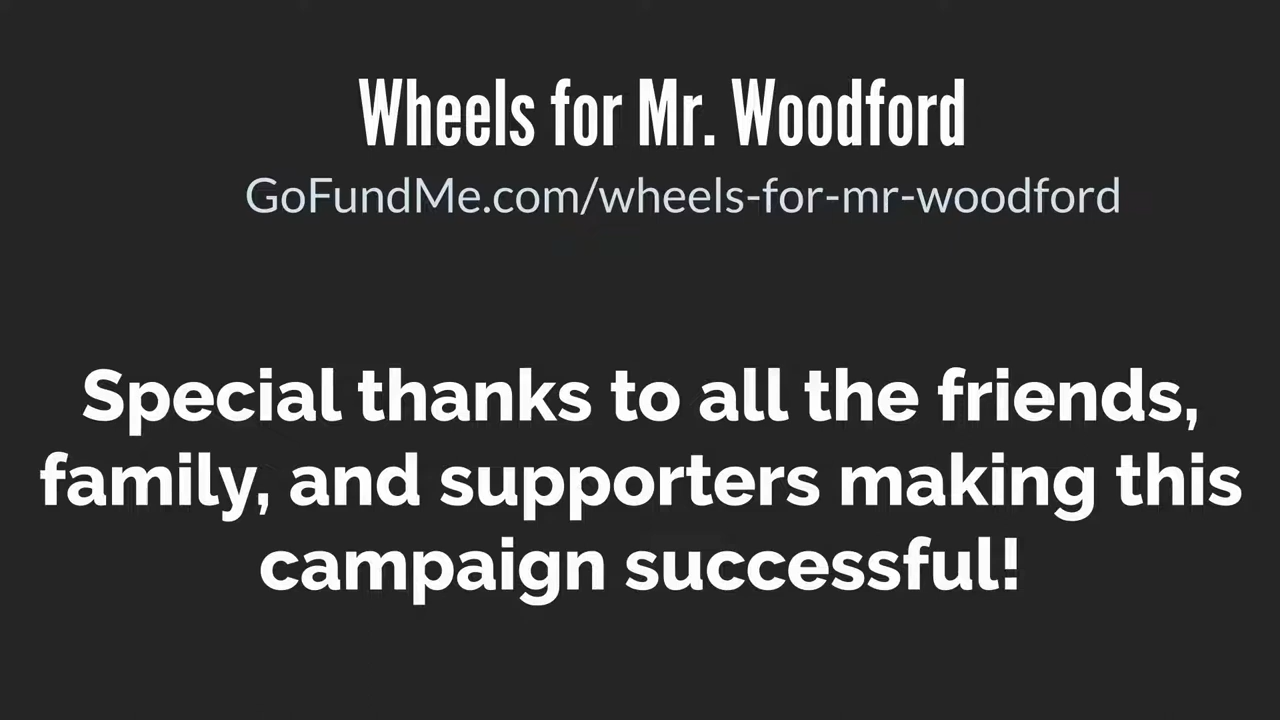 Wheels for Mr. Woodford
GoFundMe.com/wheels-for-mr-woodford
Special thanks to all the friends,
family, and supporters making this
campaign successful!